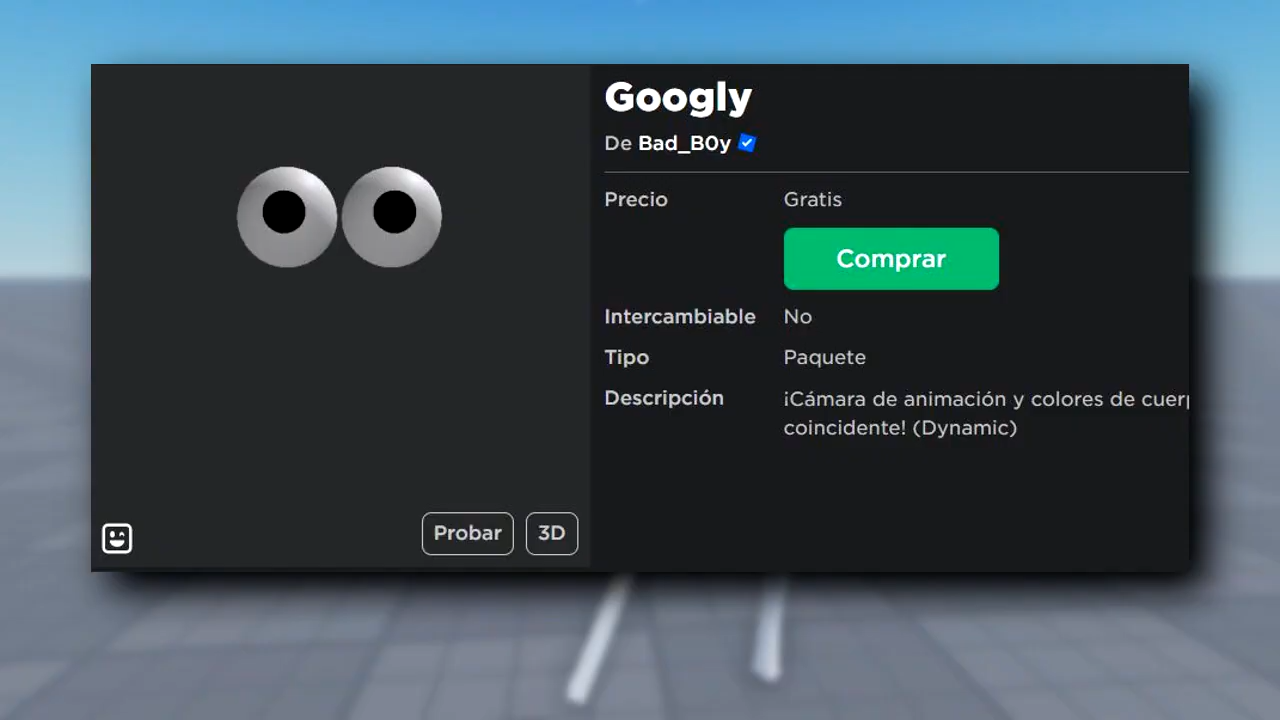 Googly
De Bad_B0y
Precio Gratis
Comprar
Intercambiable No
Tipo Paquete
Descripción ¡Cámara de animación y colores de
coincidente! (Dynamic)
Probar 3D